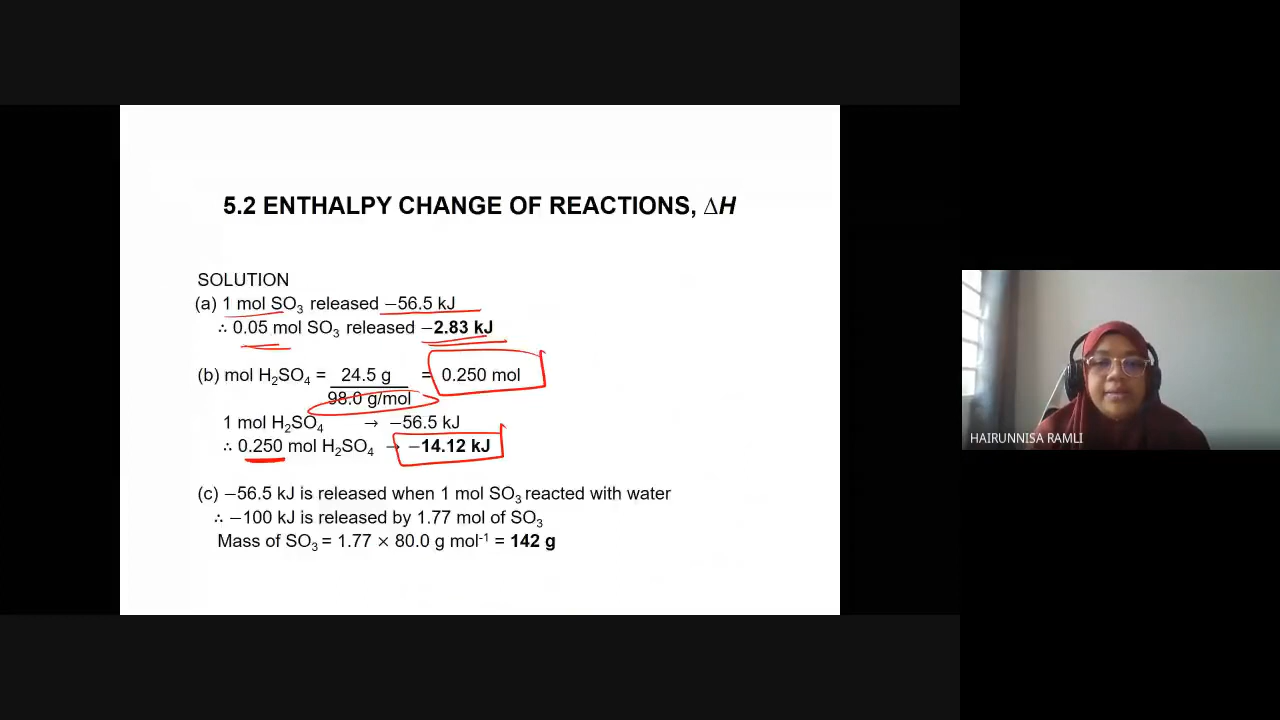 5.2 ENTHALPY CHANGE OF REACTIONS, ΔH
SOLUTION
(a) 1 mol SO₃ released −56.5 kJ
∴ 0.05 mol SO₃ released −2.83 kJ
(b) mol H₂SO₄ = 24.5 g = 0.250 mol
98.0 g/mol
1 mol H₂SO₄ → −56.5 kJ
∴ 0.250 mol H₂SO₄ → −14.12 kJ
(c) −56.5 kJ is released when 1 mol SO₃ reacted with water
∴ −100 kJ is released by 1.77 mol of SO₃
Mass of SO₃ = 1.77 × 80.0 g mol⁻¹ = 142 g
HAIRUNNISA RAMLI